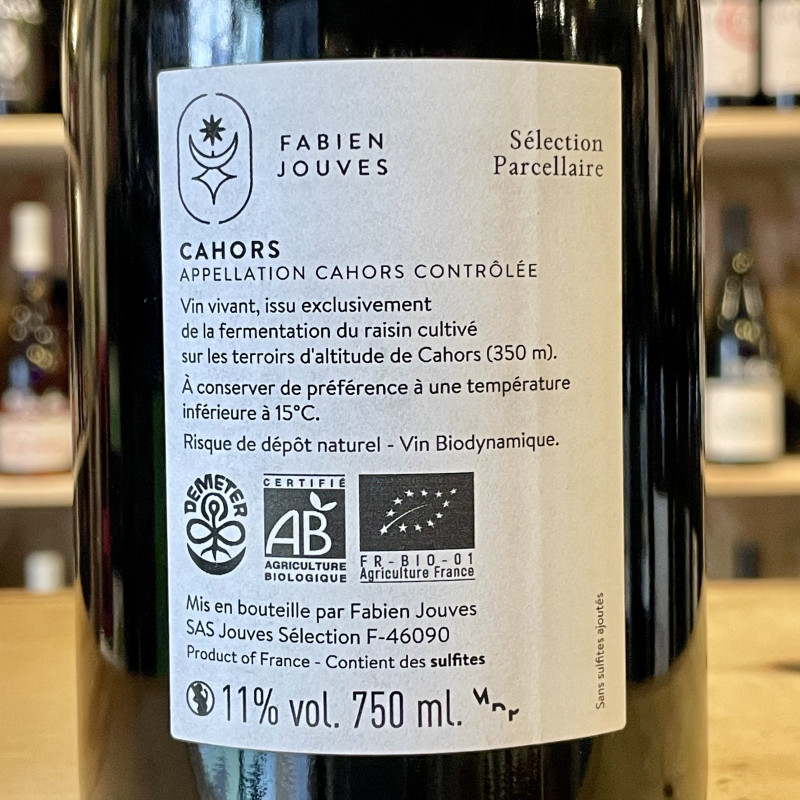 FABIEN
JOUVES
Sélection
Parcellaire
CAHORS
APPELLATION CAHORS CONTRÔLÉE
Vin vivant, issu exclusivement
de la fermentation du raisin cultivé
sur les terroirs d'altitude de Cahors (350 m).
À conserver de préférence à une température
inférieure à 15°C.
Risque de dépôt naturel - Vin Biodynamique.
DEMETER
CERTIFIÉ
AB
AGRICULTURE
BIOLOGIQUE
FR-BIO-01
Agriculture France
Mis en bouteille par Fabien Jouves
SAS Jouves Sélection F-46090
Product of France - Contient des sulfites
11% vol. 750 ml.
Sans sulfites ajoutés